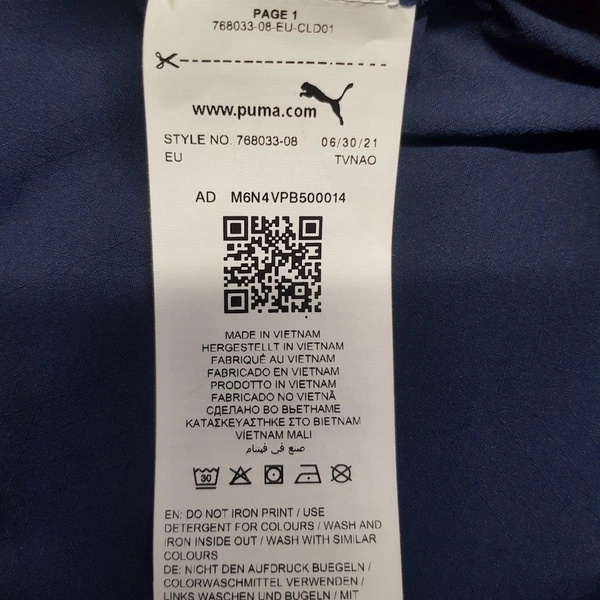 PAGE 1
768033-08-EU-CLD01
www.puma.com
STYLE NO. 768033-08 06/30/21
EU TVNAO
AD M6N4VPB500014
MADE IN VIETNAM
HERGESTELLT IN VIETNAM
FABRIQUÉ AU VIETNAM
FABRICADO EN VIETNAM
PRODOTTO IN VIETNAM
FABRICADO NO VIETNÃ
СДЕЛАНО ВО ВЬЕТНАМЕ
ΚΑΤΑΣΚΕΥΑΣΤΗΚΕ ΣΤΟ ΒΙΕΤΝΑΜ
VİETNAM MALI
صنع في فيتنام
30
EN: DO NOT IRON PRINT / USE
DETERGENT FOR COLOURS / WASH AND
IRON INSIDE OUT / WASH WITH SIMILAR
COLOURS
DE: NICHT DEN AUFDRUCK BUEGELN /
COLORWASCHMITTEL VERWENDEN /
LINKS WASCHEN UND BUGELN / MIT